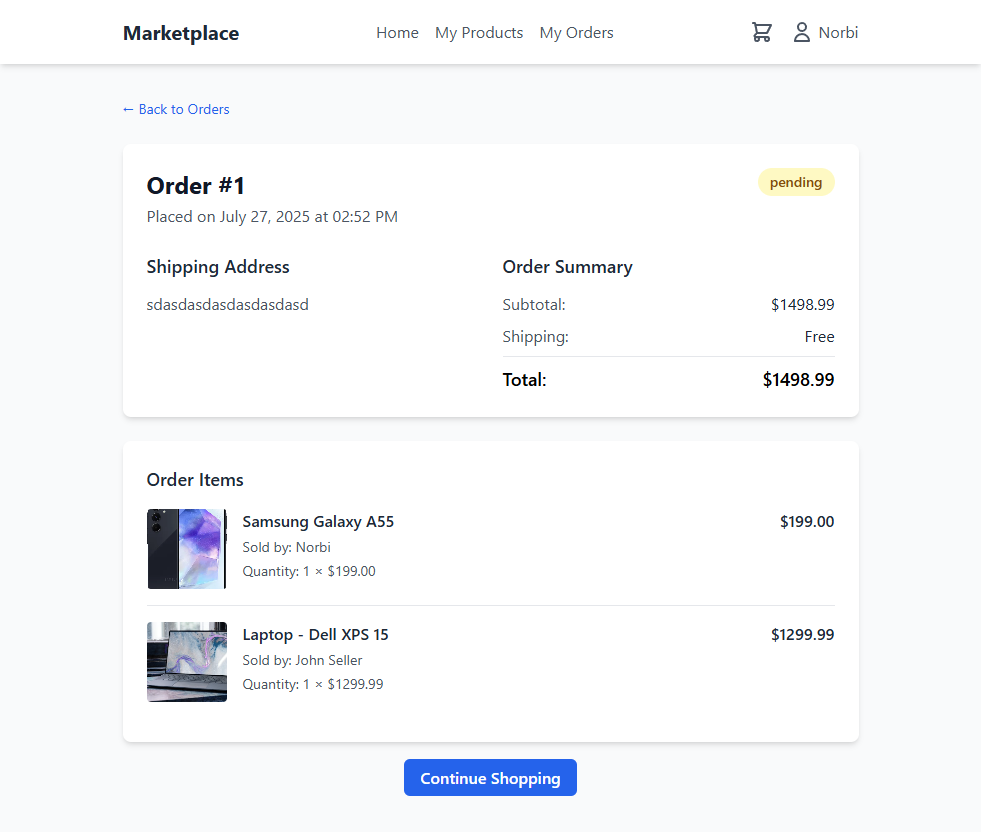 Marketplace
Home My Products My Orders
Norbi
← Back to Orders
Order #1
pending
Placed on July 27, 2025 at 02:52 PM
Shipping Address
sdasdasdasdasdasdasd
Order Summary
Subtotal: $1498.99
Shipping: Free
Total: $1498.99
Order Items
Samsung Galaxy A55 $199.00
Sold by: Norbi
Quantity: 1 × $199.00
Laptop - Dell XPS 15 $1299.99
Sold by: John Seller
Quantity: 1 × $1299.99
Continue Shopping